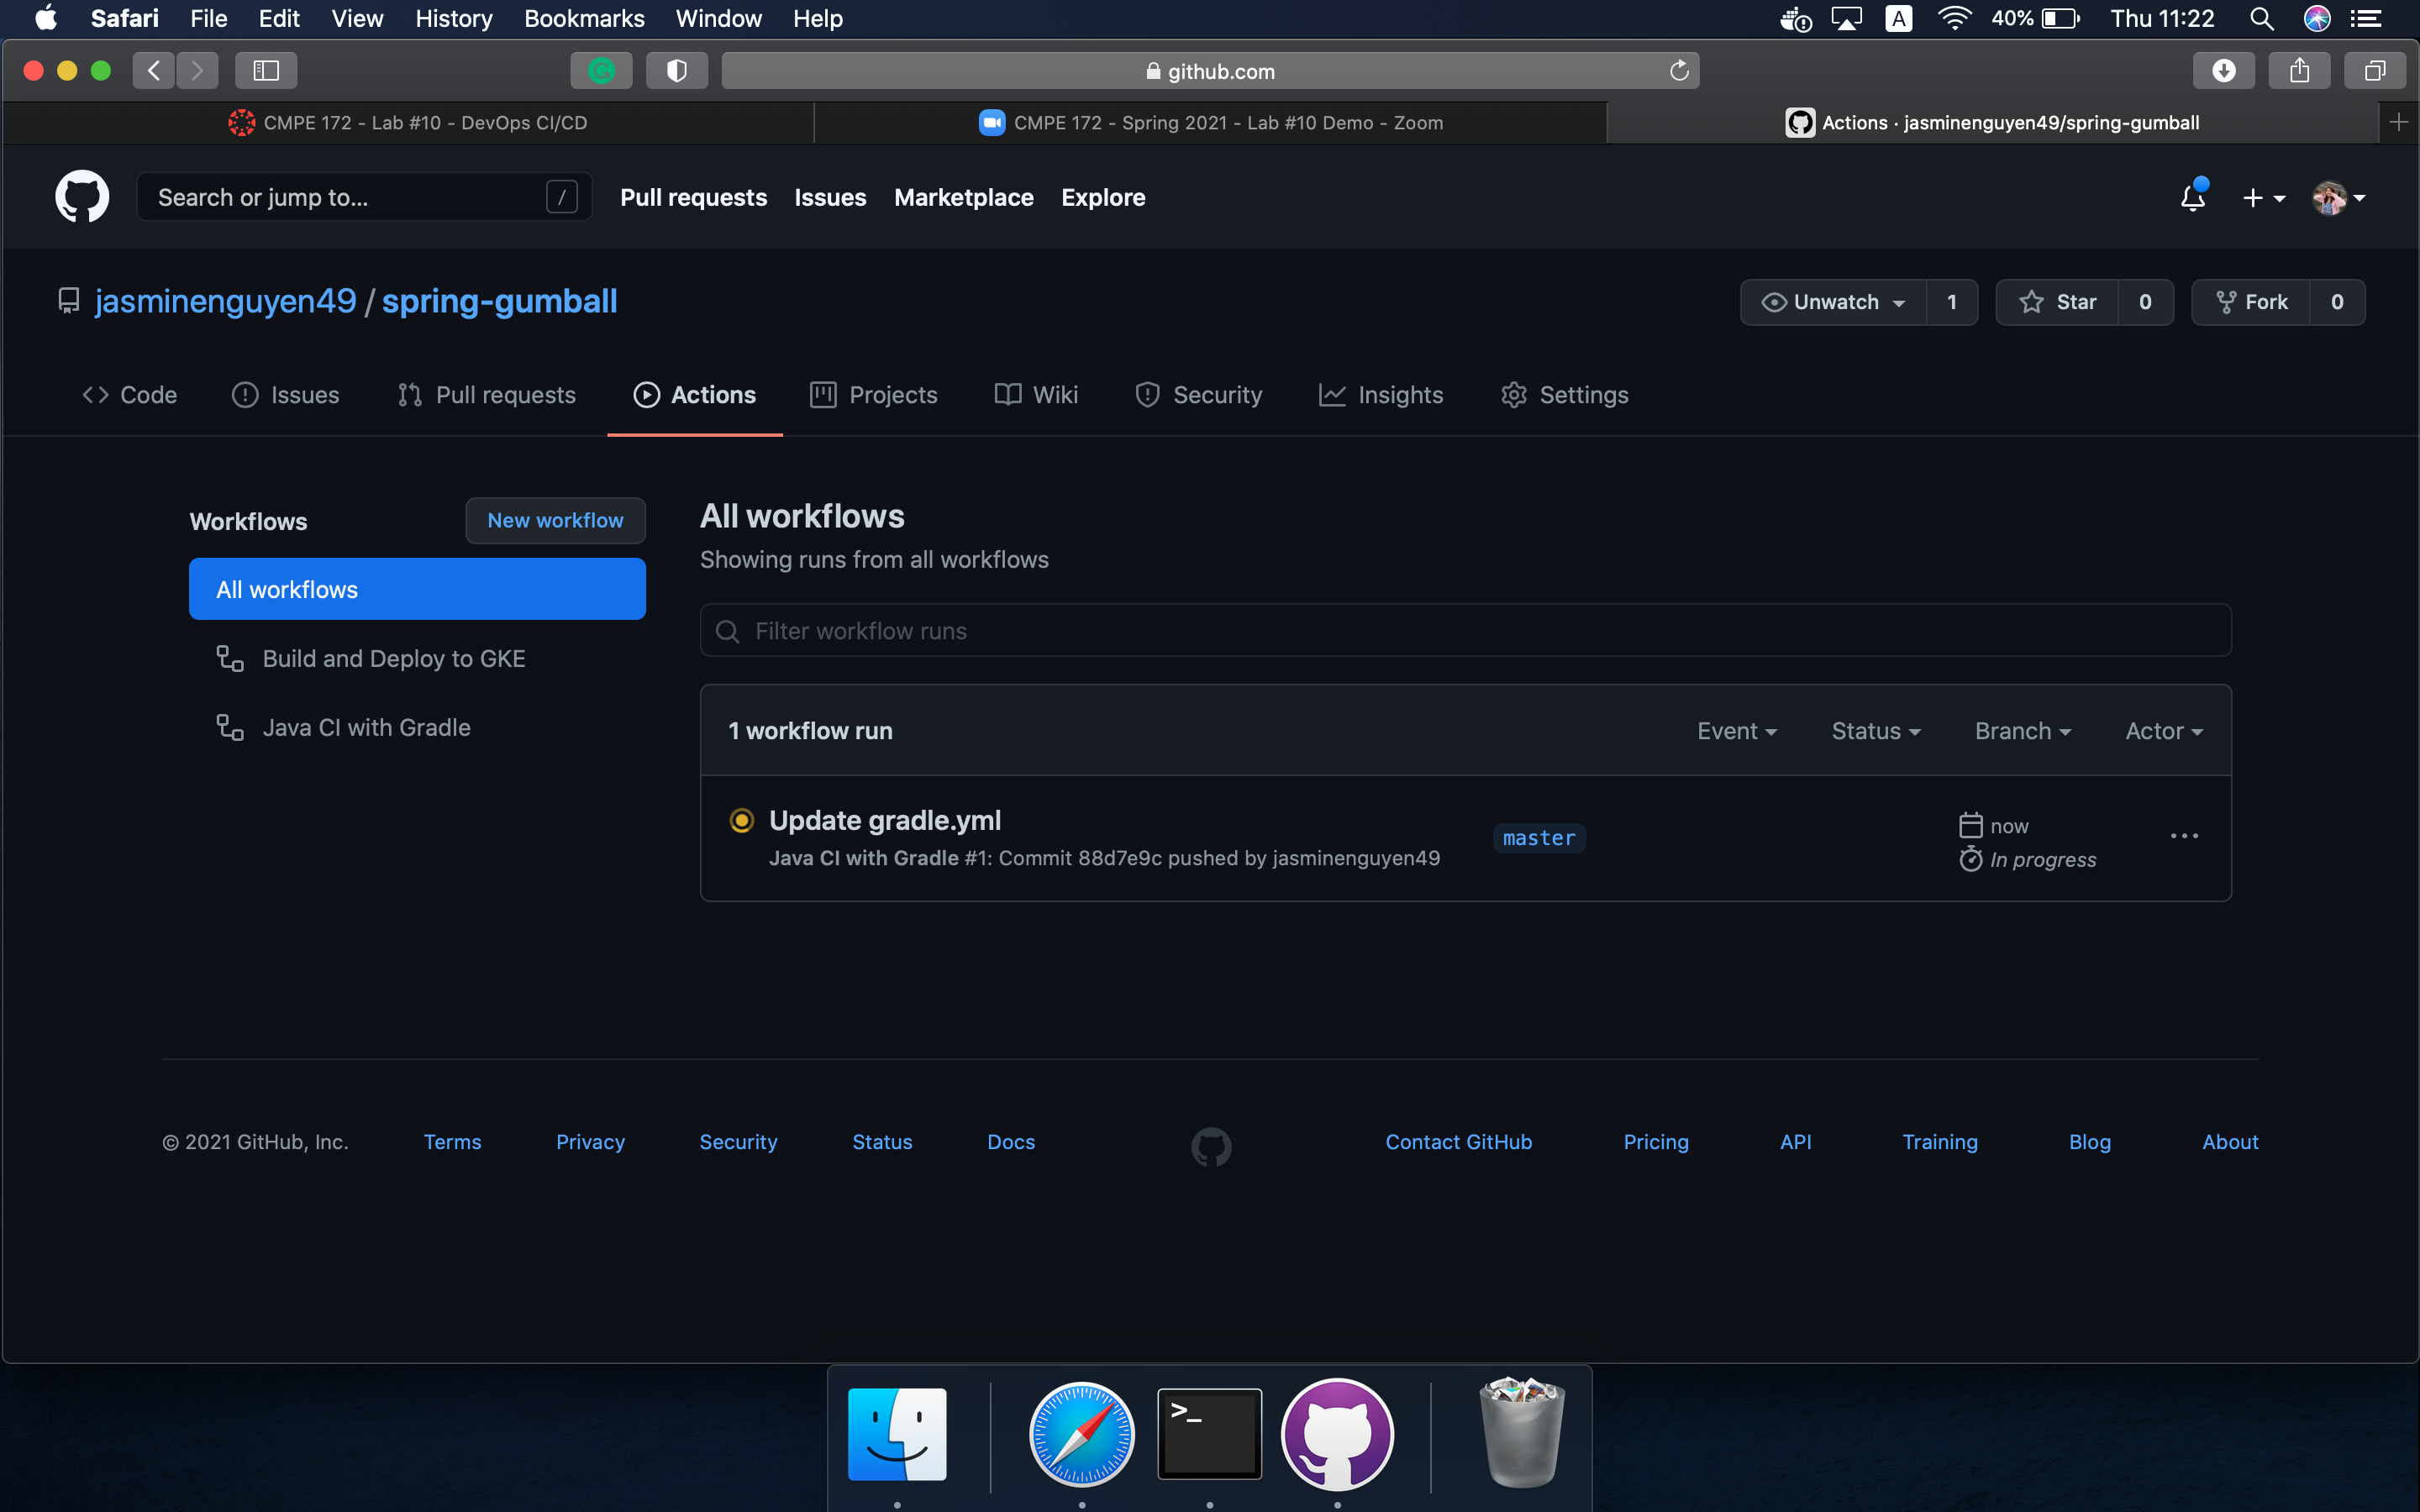 Safari File Edit View History Bookmarks Window Help A 40% Thu 11:22
github.com
CMPE 172 - Lab #10 - DevOps CI/CD
CMPE 172 - Spring 2021 - Lab #10 Demo - Zoom
Actions · jasminenguyen49/spring-gumball
Search or jump to... / Pull requests Issues Marketplace Explore
jasminenguyen49 / spring-gumball
Unwatch 1 Star 0 Fork 0
Code Issues Pull requests Actions Projects Wiki Security Insights Settings
Workflows
New workflow
All workflows
Build and Deploy to GKE
Java CI with Gradle
All workflows
Showing runs from all workflows
Filter workflow runs
1 workflow run Event Status Branch Actor
Update gradle.yml
Java CI with Gradle #1: Commit 88d7e9c pushed by jasminenguyen49
master
now
In progress
© 2021 GitHub, Inc. Terms Privacy Security Status Docs Contact GitHub Pricing API Training Blog About
>_